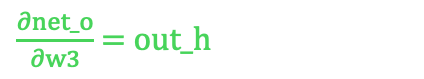 ∂net_o/∂w3 = out_h